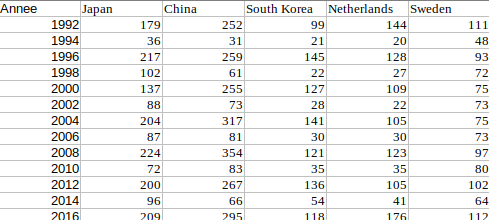 Annee Japan China South Korea Netherlands Sweden
1992 179 252 99 144 111
1994 36 31 21 20 48
1996 217 259 145 128 93
1998 102 61 22 27 72
2000 137 255 127 109 75
2002 88 73 28 22 73
2004 204 317 141 105 75
2006 87 81 30 30 73
2008 224 354 121 123 97
2010 72 83 35 35 80
2012 200 267 136 105 102
2014 96 66 54 41 64
2016 209 295 118 176 112